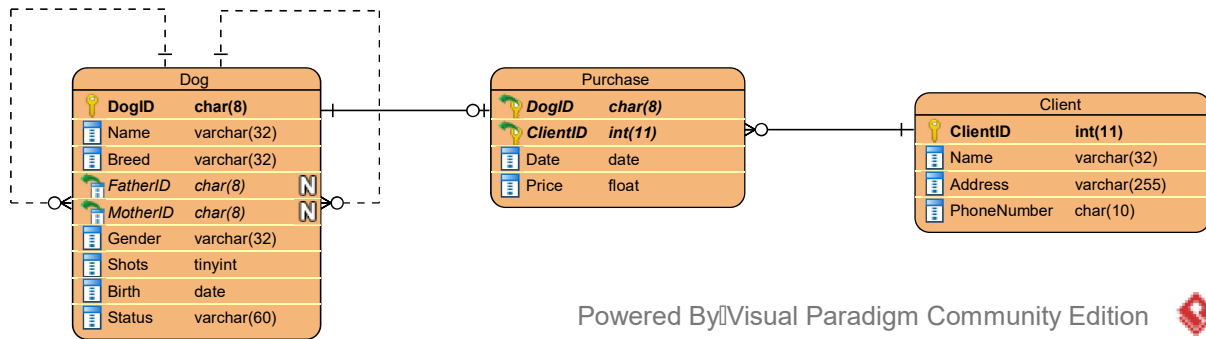 Dog
DogID char(8)
Name varchar(32)
Breed varchar(32)
FatherID char(8) N
MotherID char(8) N
Gender varchar(32)
Shots tinyint
Birth date
Status varchar(60)
Purchase
DogID char(8)
ClientID int(11)
Date date
Price float
Client
ClientID int(11)
Name varchar(32)
Address varchar(255)
PhoneNumber char(10)
Powered By Visual Paradigm Community Edition